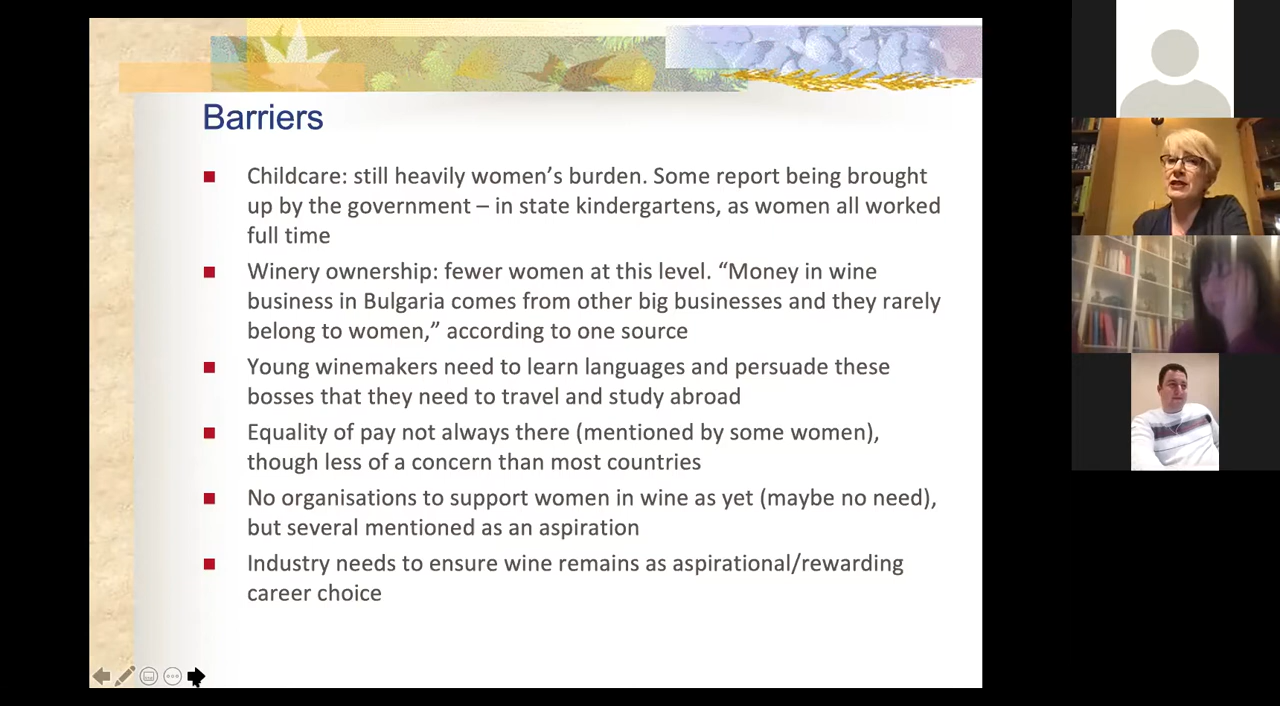 Barriers
Childcare: still heavily women’s burden. Some report being brought
up by the government – in state kindergartens, as women all worked
full time
Winery ownership: fewer women at this level. “Money in wine
business in Bulgaria comes from other big businesses and they rarely
belong to women,” according to one source
Young winemakers need to learn languages and persuade these
bosses that they need to travel and study abroad
Equality of pay not always there (mentioned by some women),
though less of a concern than most countries
No organisations to support women in wine as yet (maybe no need),
but several mentioned as an aspiration
Industry needs to ensure wine remains as aspirational/rewarding
career choice